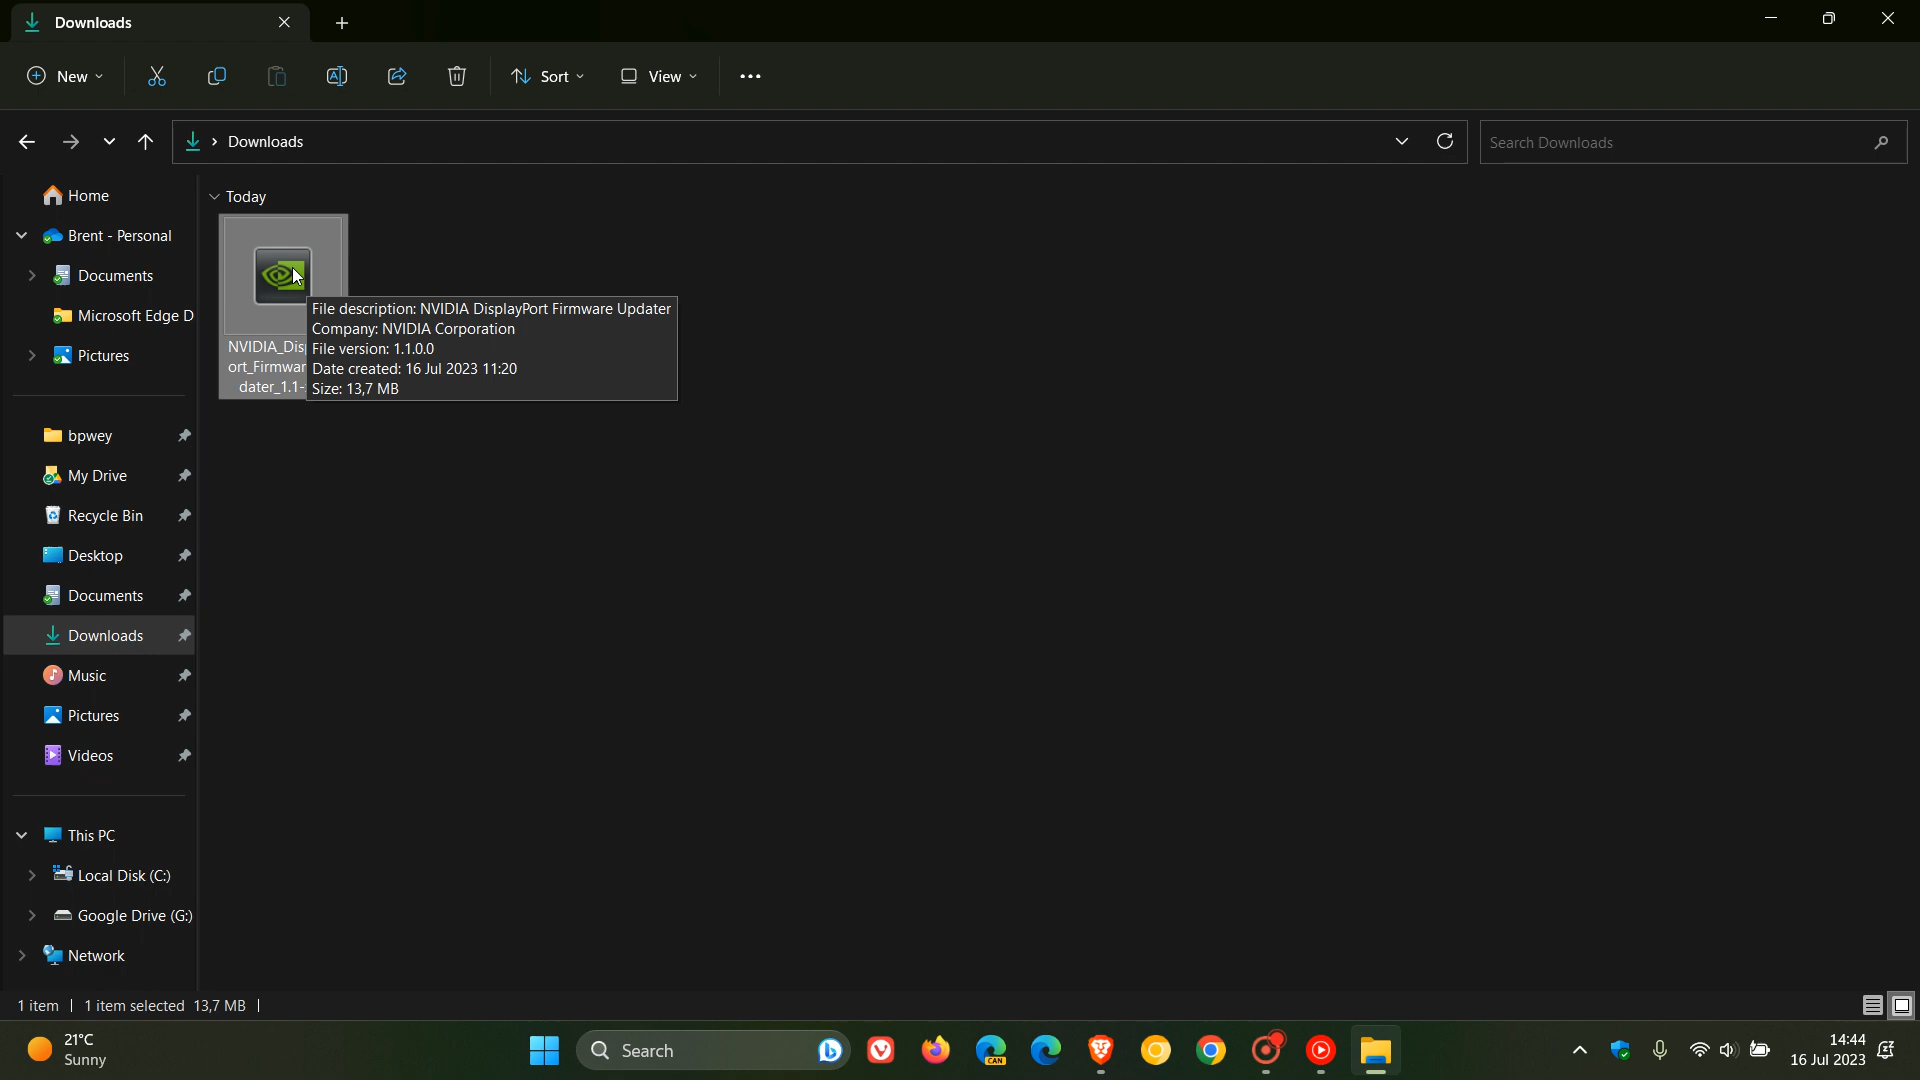 Downloads
New
Sort
View
Downloads
Search Downloads
Home
Brent - Personal
Documents
Microsoft Edge D
Pictures
bpwey
My Drive
Recycle Bin
Desktop
Documents
Downloads
Music
Pictures
Videos
This PC
Local Disk (C:)
Google Drive (G:)
Network
Today
NVIDIA_Disp
ort_Firmwar
dater_1.1-
File description: NVIDIA DisplayPort Firmware Updater
Company: NVIDIA Corporation
File version: 1.1.0.0
Date created: 16 Jul 2023 11:20
Size: 13,7 MB
1 item
1 item selected 13,7 MB
21°C
Sunny
Search
CAN
14:44
16 Jul 2023